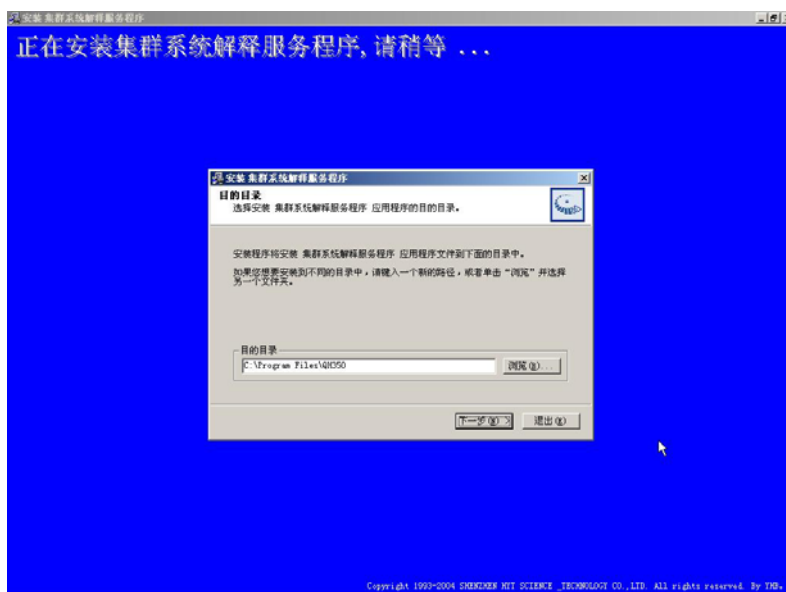 安装 集群系统解释服务程序
正在安装集群系统解释服务程序, 请稍等 ...
安装 集群系统解释服务程序
目的目录
选择安装 集群系统解释服务程序 应用程序的目的目录。
安装程序将安装 集群系统解释服务程序 应用程序文件到下面的目录中。
如果您想要安装到不同的目录中，请键入一个新的路径，或者单击“浏览”并选择
另一个文件夹。
目的目录
C:\Program Files\QH350
浏览(B)...
下一步(N) >
退出(X)
Copyright 1993-2004 SHENZHEN HYT SCIENCE _TECHNOLOGY CO.,LTD. All rights reserved. By YHB.